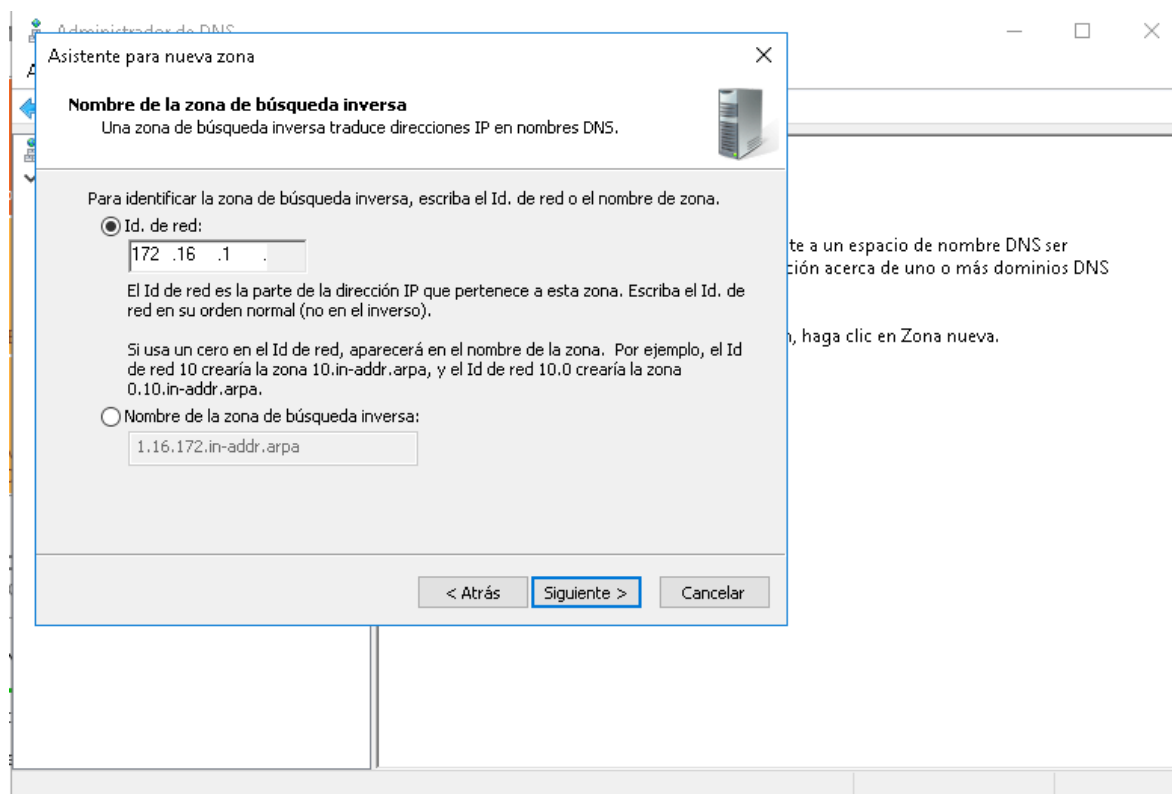 Administrador de DNS
Asistente para nueva zona
Nombre de la zona de búsqueda inversa
Una zona de búsqueda inversa traduce direcciones IP en nombres DNS.
Para identificar la zona de búsqueda inversa, escriba el Id. de red o el nombre de zona.
Id. de red:
172 .16 .1 .
El Id de red es la parte de la dirección IP que pertenece a esta zona. Escriba el Id. de
red en su orden normal (no en el inverso).
Si usa un cero en el Id de red, aparecerá en el nombre de la zona. Por ejemplo, el Id
de red 10 crearía la zona 10.in-addr.arpa, y el Id de red 10.0 crearía la zona
0.10.in-addr.arpa.
Nombre de la zona de búsqueda inversa:
1.16.172.in-addr.arpa
< Atrás
Siguiente >
Cancelar
te a un espacio de nombre DNS ser
ción acerca de uno o más dominios DNS
, haga clic en Zona nueva.